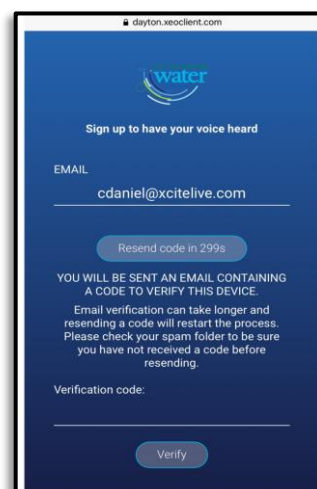 dayton.xeoclient.com
water
Sign up to have your voice heard
EMAIL
cdaniel@xcitelive.com
Resend code in 299s
YOU WILL BE SENT AN EMAIL CONTAINING
A CODE TO VERIFY THIS DEVICE.
Email verification can take longer and
resending a code will restart the process.
Please check your spam folder to be sure
you have not received a code before
resending.
Verification code:
Verify